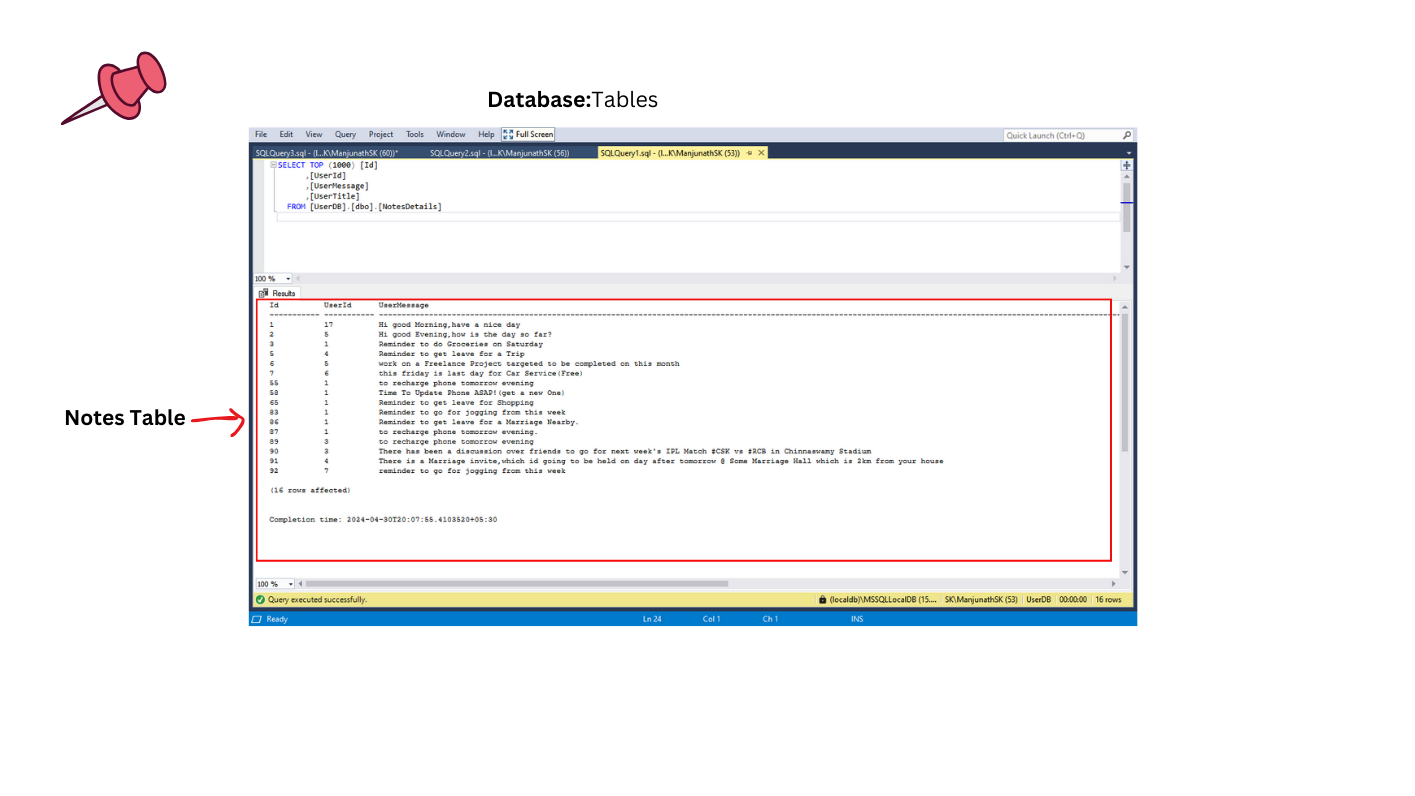 Database:Tables
File Edit View Query Project Tools Window Help Full Screen Quick Launch (Ctrl+Q)
SQLQuery3.sql - (l...K\ManjunathSK (60))* SQLQuery2.sql - (l...K\ManjunathSK (56)) SQLQuery1.sql - (l...K\ManjunathSK (53))
SELECT TOP (1000) [Id]
,[UserId]
,[UserMessage]
,[UserTitle]
FROM [UserDB].[dbo].[NotesDetails]
100 %
Results
Id UserId UserMessage
----------- ----------- ----------------
1 17 Hi good Morning,have a nice day
2 5 Hi good Evening,how is the day so far?
3 1 Reminder to do Groceries on Saturday
5 4 Reminder to get leave for a Trip
6 5 work on a Freelance Project targeted to be completed on this month
7 6 this friday is last day for Car Service(Free)
55 1 to recharge phone tomorrow evening
58 1 Time To Update Phone ASAP!(get a new One)
65 1 Reminder to get leave for Shopping
83 1 Reminder to go for jogging from this week
86 1 Reminder to get leave for a Marriage Nearby.
87 1 to recharge phone tomorrow evening.
89 3 to recharge phone tomorrow evening
90 3 There has been a discussion over friends to go for next week's IPL Match #CSK vs #RCB in Chinnaswamy Stadium
91 4 There is a Marriage invite,which id going to be held on day after tomorrow @ Some Marriage Hall which is 2km from your house
92 7 reminder to go for jogging from this week
(16 rows affected)
Completion time: 2024-04-30T20:07:55.4103520+05:30
Notes Table
100 %
Query executed successfully. (localdb)\MSSQLLocalDB (15.... SK\ManjunathSK (53) UserDB 00:00:00 16 rows
Ready Ln 24 Col 1 Ch 1 INS